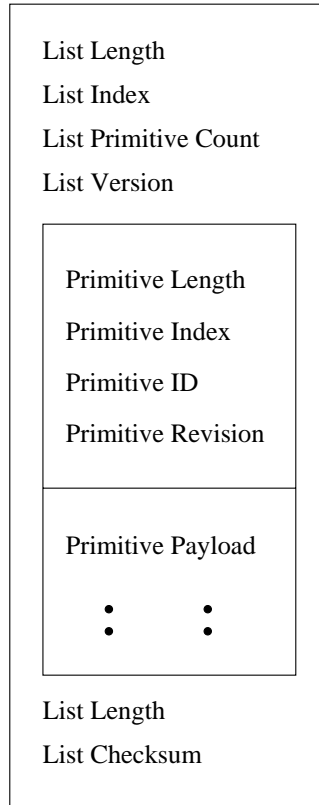 List Length
List Index
List Primitive Count
List Version
Primitive Length
Primitive Index
Primitive ID
Primitive Revision
Primitive Payload
List Length
List Checksum